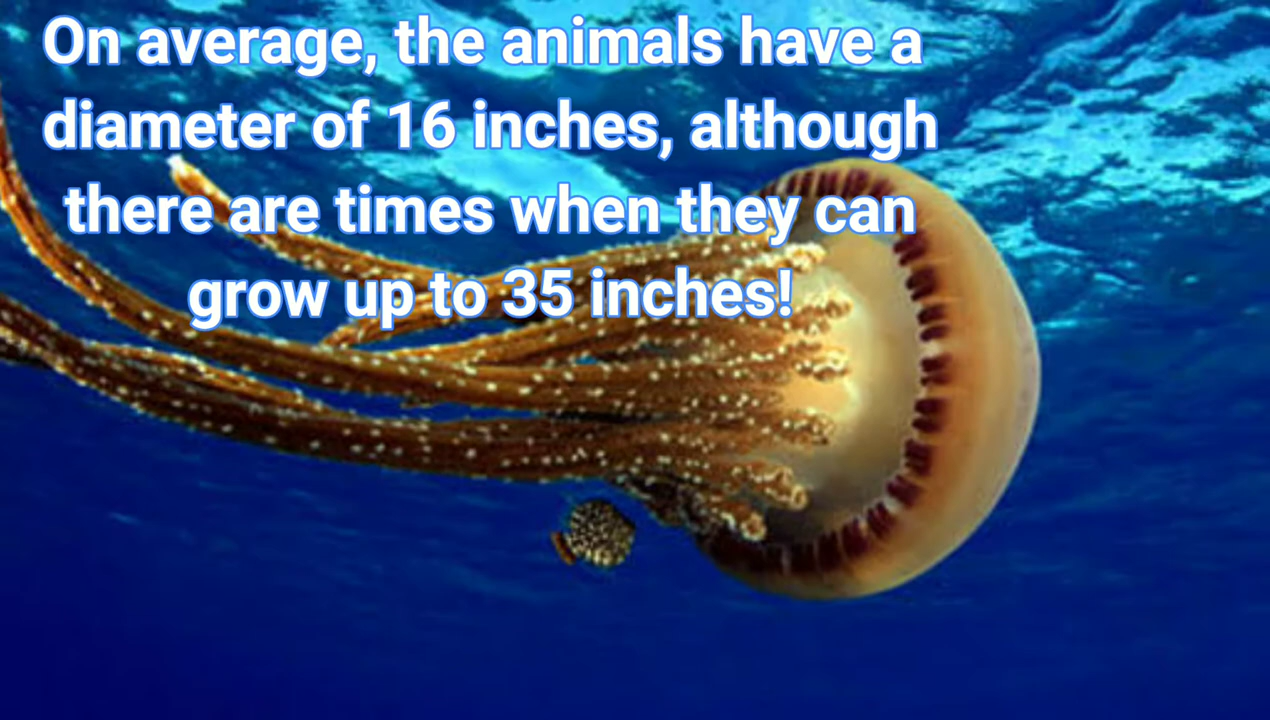 On average, the animals have a
diameter of 16 inches, although
there are times when they can
grow up to 35 inches!